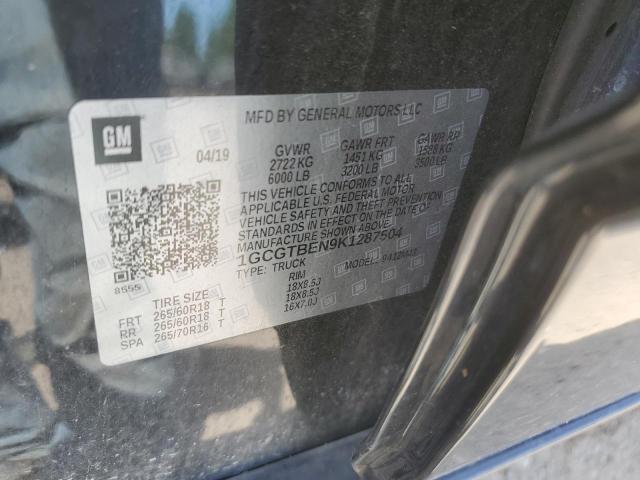 MFD BY GENERAL MOTORS LLC
GM
04/19
GVWR GAWR FRT GAWR RR
2722 KG 1451 KG 1588 KG
6000 LB 3200 LB 3500 LB
THIS VEHICLE CONFORMS TO ALL
APPLICABLE U.S. FEDERAL MOTOR
VEHICLE SAFETY AND THEFT PREVENTION
STANDARDS IN EFFECT ON THE DATE OF
1GCGTBEN9K1287504
TYPE: TRUCK MODEL:
8555
TIRE SIZE RIM
FRT 265/60R18 T 18X8.5J
RR 265/60R18 T 18X8.5J
SPA 265/70R16 T 16X7.0J